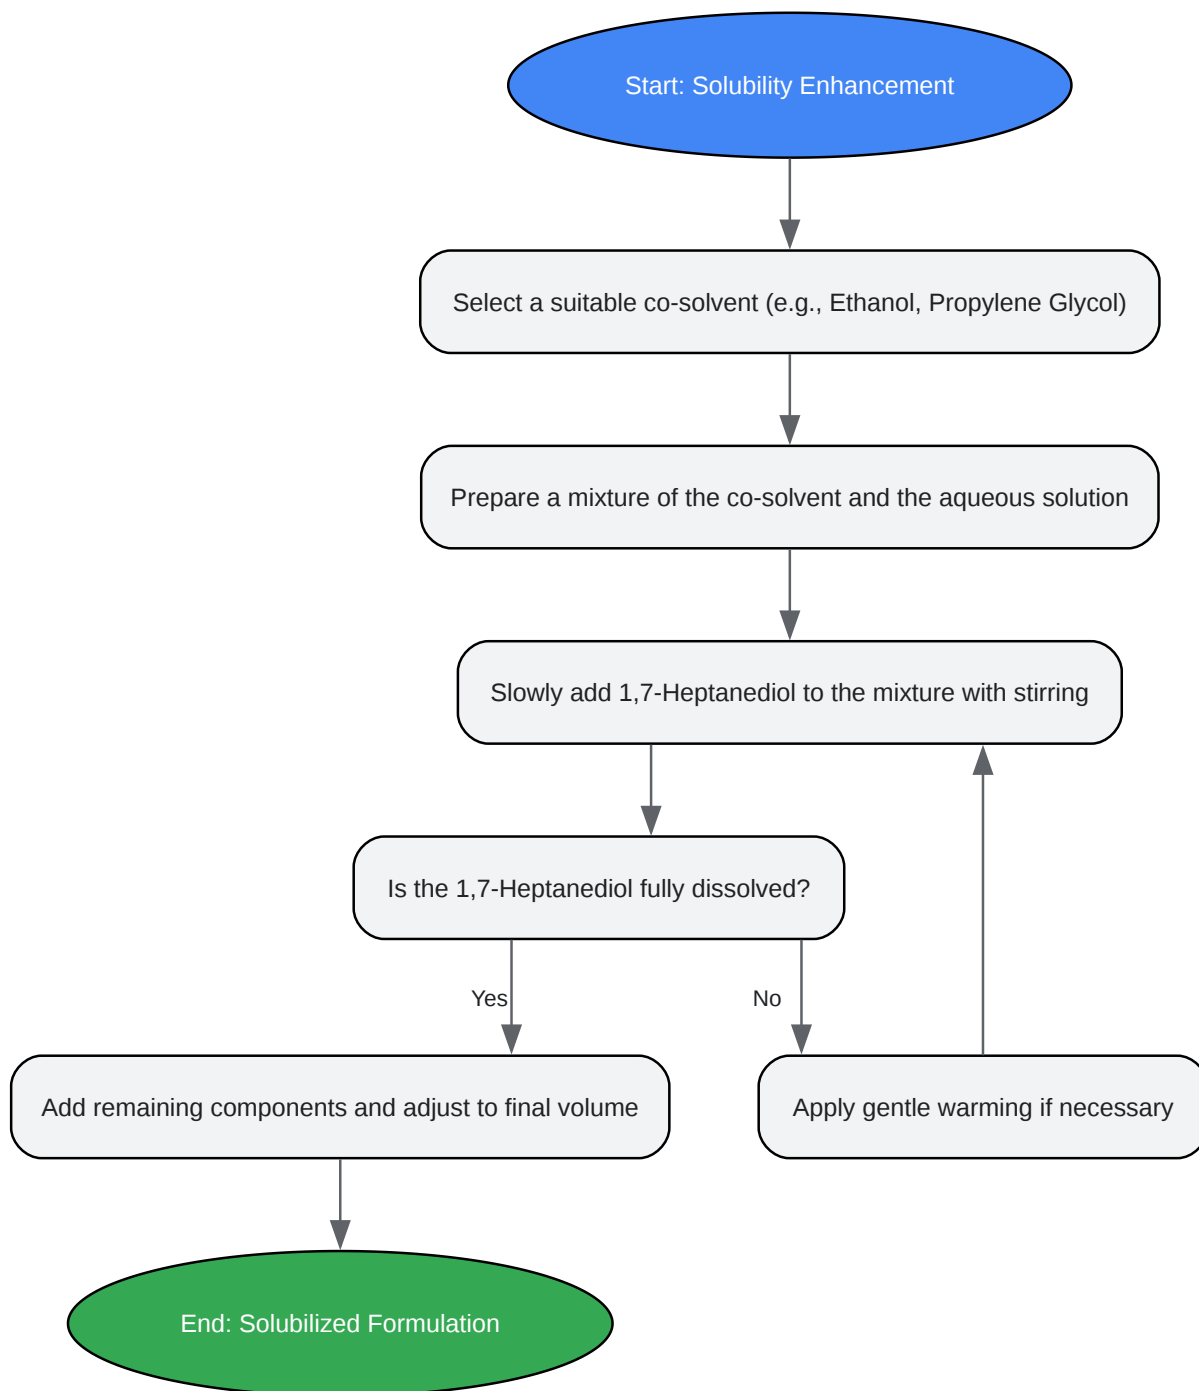 Start: Solubility Enhancement
Select a suitable co-solvent (e.g., Ethanol, Propylene Glycol)
Prepare a mixture of the co-solvent and the aqueous solution
Slowly add 1,7-Heptanediol to the mixture with stirring
Is the 1,7-Heptanediol fully dissolved?
Yes
No
Add remaining components and adjust to final volume
Apply gentle warming if necessary
End: Solubilized Formulation